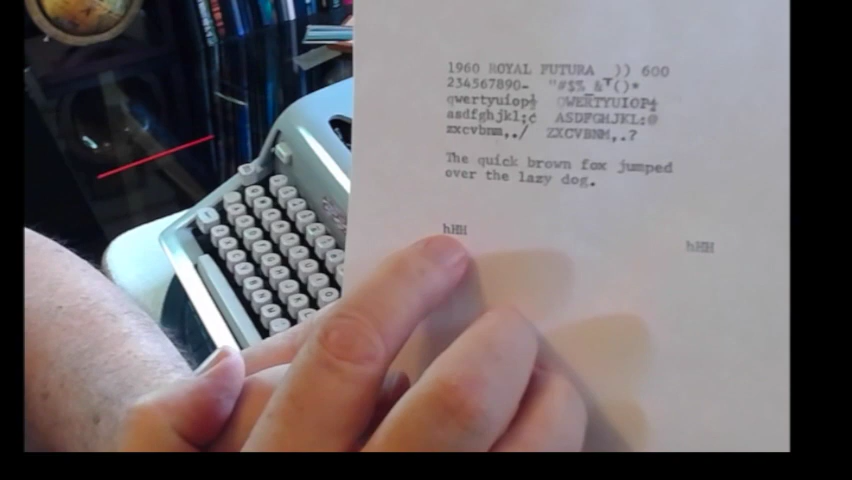 1960 ROYAL FUTURA )) 600
234567890- "#$%_&'()*
qwertyuiop½ QWERTYUIOP¼
asdfghjkl;¢ ASDFGHJKL:@
zxcvbnm,./ ZXCVBNM,.?
The quick brown fox jumped
over the lazy dog.
hHH hHH